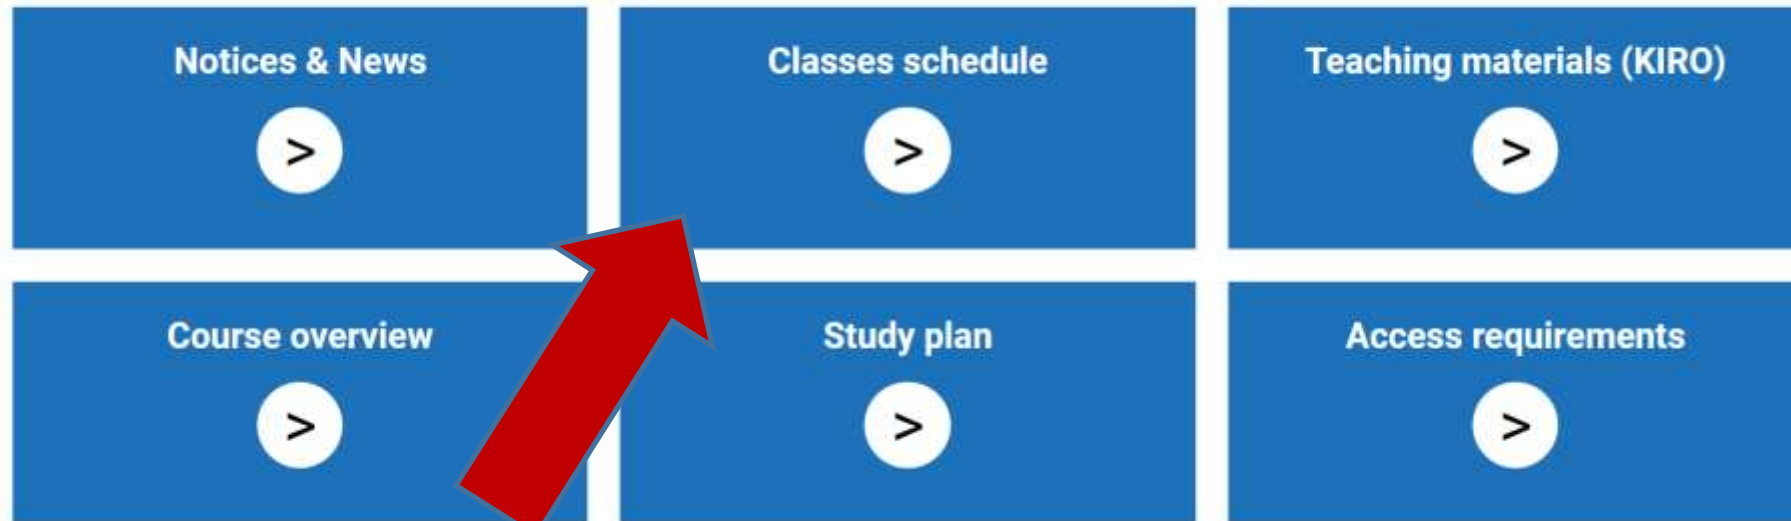 Notices & News
>
Classes schedule
>
Teaching materials (KIRO)
>
Course overview
>
Study plan
>
Access requirements
>